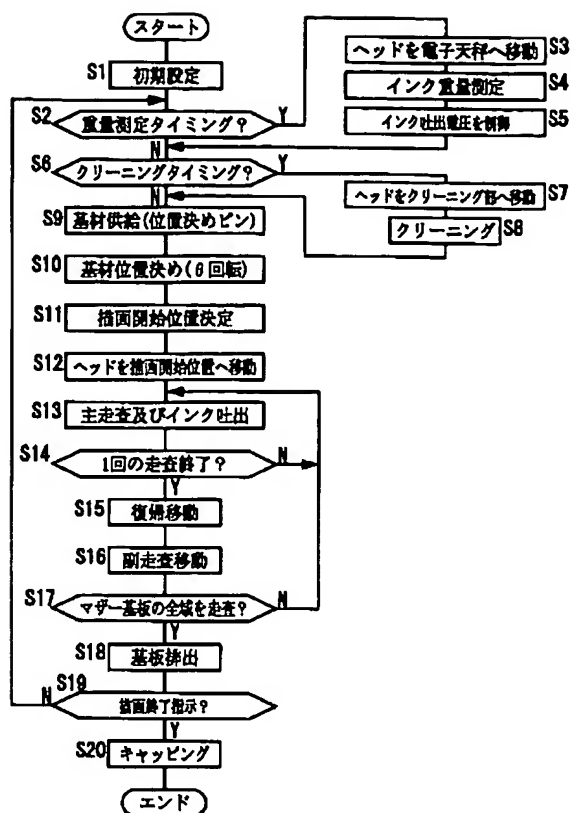 スタート
S1 初期設定
S2 重量測定タイミング? Y
N
S3 ヘッドを電子天秤へ移動
S4 インク重量測定
S5 インク吐出電圧を制御
S6 クリーニングタイミング? Y
N
S7 ヘッドをクリーニング部へ移動
S8 クリーニング
S9 基材供給(位置決めピン)
S10 基材位置決め(θ回転)
S11 描画開始位置決定
S12 ヘッドを描画開始位置へ移動
S13 主走査及びインク吐出
S14 1回の走査終了? N
Y
S15 復帰移動
S16 副走査移動
S17 マザー基板の全域を走査? N
Y
S18 基板排出
S19 描画終了指示? N
Y
S20 キャッピング
エンド